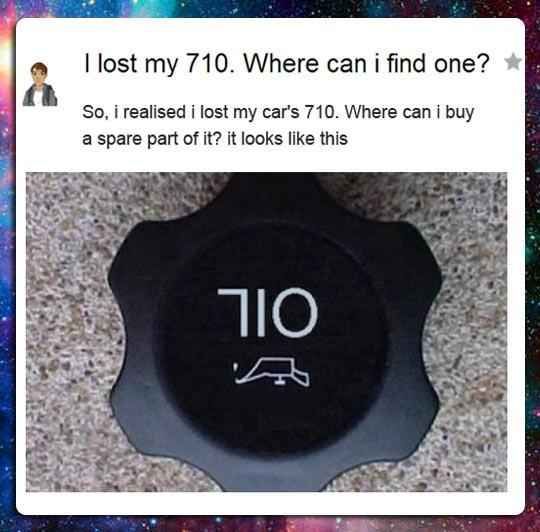 I lost my 710. Where can i find one?
So, i realised i lost my car's 710. Where can i buy
a spare part of it? it looks like this
OIL